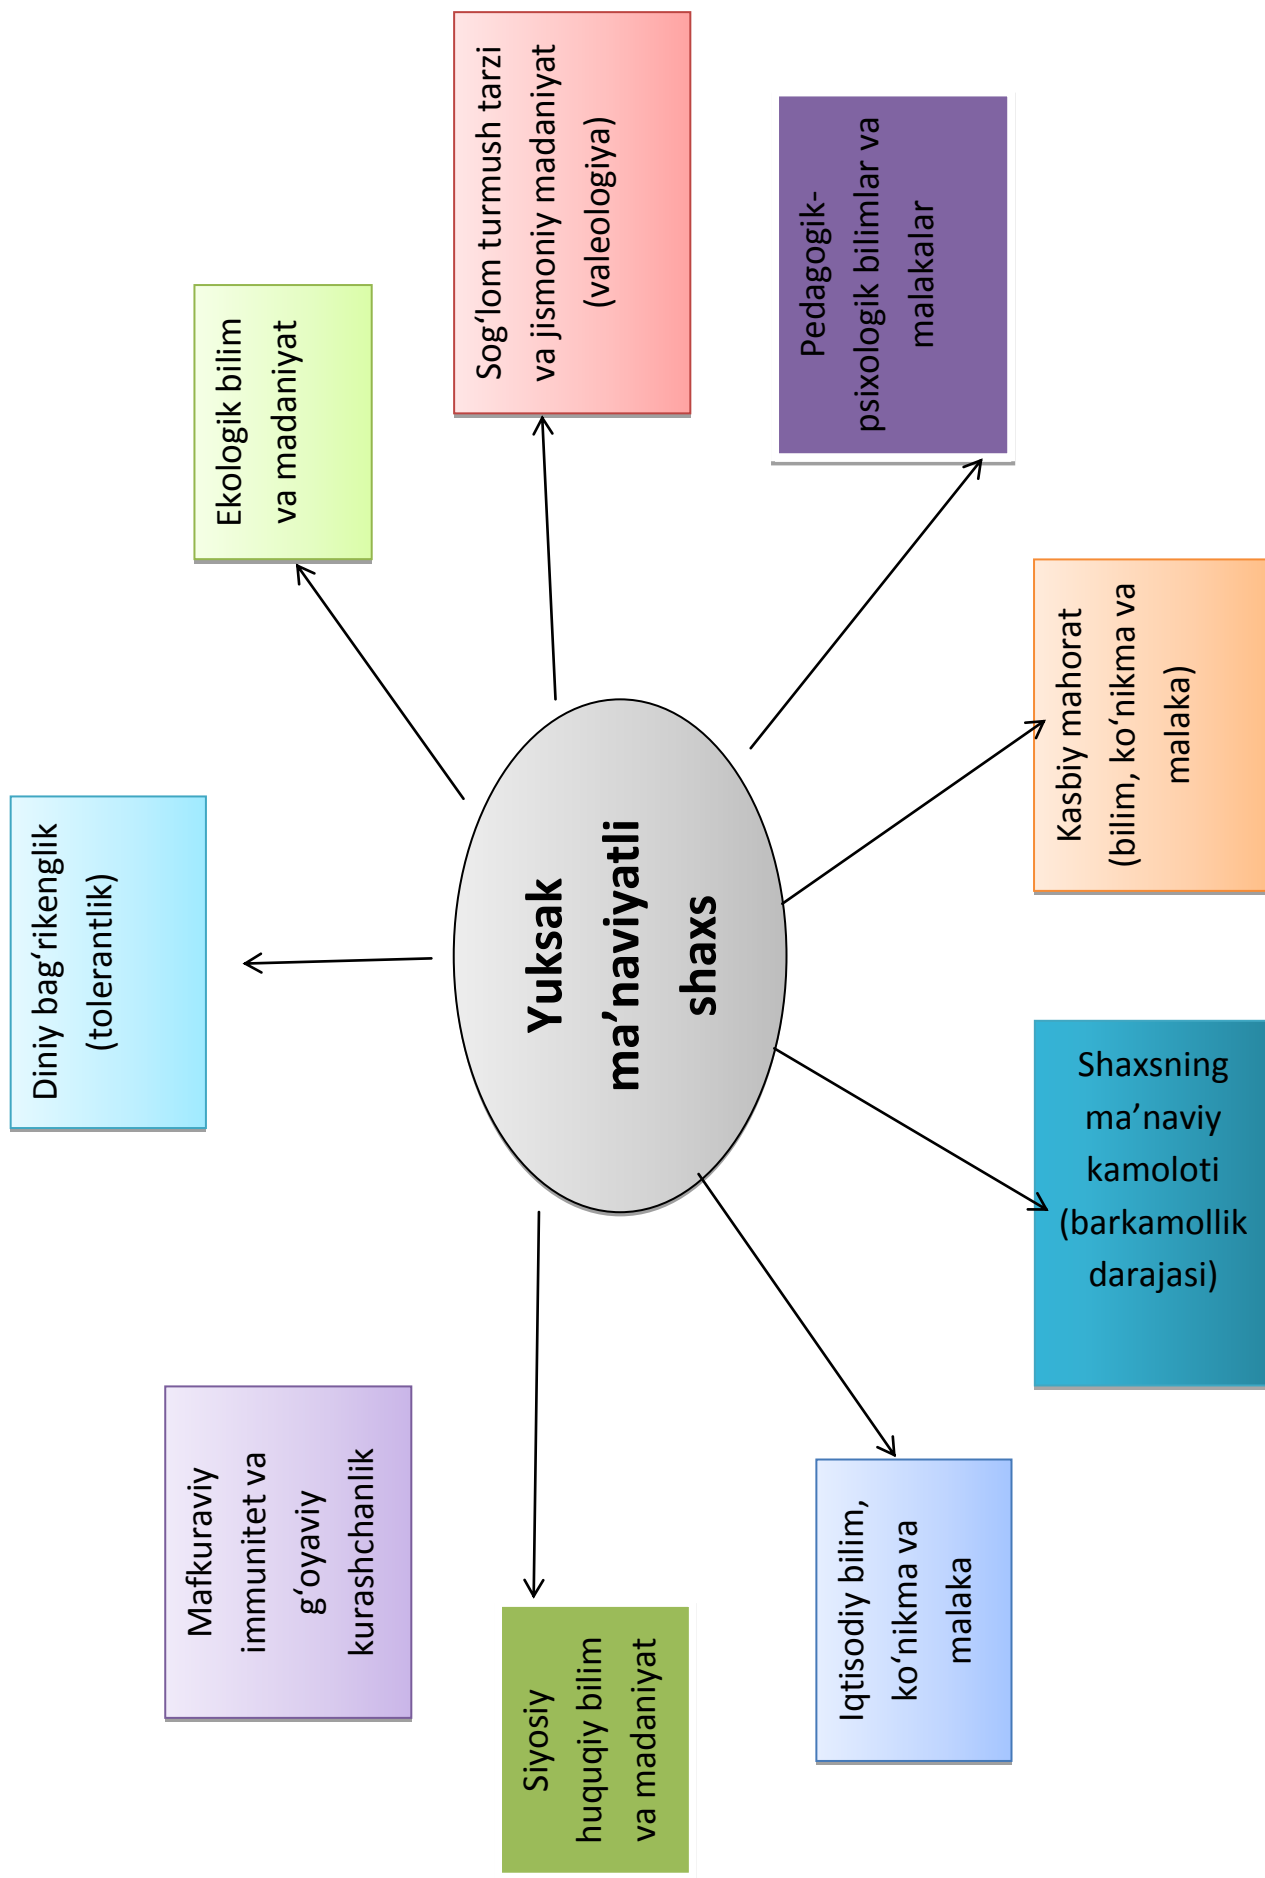 Mafkuraviy
immunitet va
g‘oyaviy
kurashchanlik
Diniy bag‘rikenglik
(tolerantlik)
Ekologik bilim
va madaniyat
Sog‘lom turmush tarzi
va jismoniy madaniyat
(valeologiya)
Siyosiy
huquqiy bilim
va madaniyat
Yuksak
ma’naviyatli
shaxs
Pedagogik-
psixologik bilimlar va
malakalar
Iqtisodiy bilim,
ko‘nikma va
malaka
Shaxsning
ma’naviy
kamoloti
(barkamollik
darajasi)
Kasbiy mahorat
(bilim, ko‘nikma va
malaka)